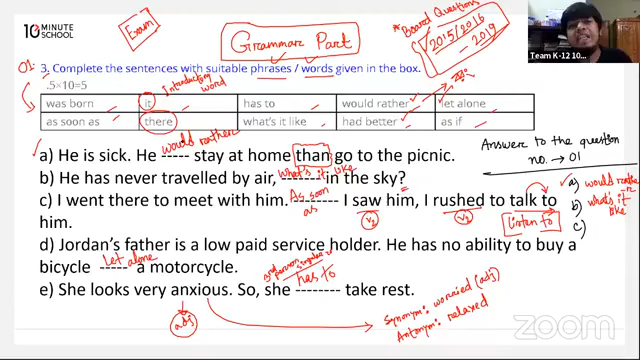 10 MINUTE
SCHOOL
Exam
Grammar Part
*Board Questions
2015/2016
- 2019
Team K-12 10...
01.
3. Complete the sentences with suitable phrases / words given in the box.
.5×10=5
Introductory word
was born it has to would rather let alone
as soon as there what's it like had better as if
Answer to the question
no. → 01
a) would rather
b) what's it like
c)
would rather
a) He is sick. He ----- stay at home than go to the picnic.
what's it like
b) He has never travelled by air, ------- in the sky?
As soon as
c) I went there to meet with him. -------- I saw him, I rushed to talk to
him.
V2
V2
listen to
d) Jordan's father is a low paid service holder. He has no ability to buy a
let alone
bicycle ----- a motorcycle.
3rd person singular n
has to
e) She looks very anxious. So, she -------- take rest.
adj
Synonym: worried (adj)
Antonym: relaxed
zoom